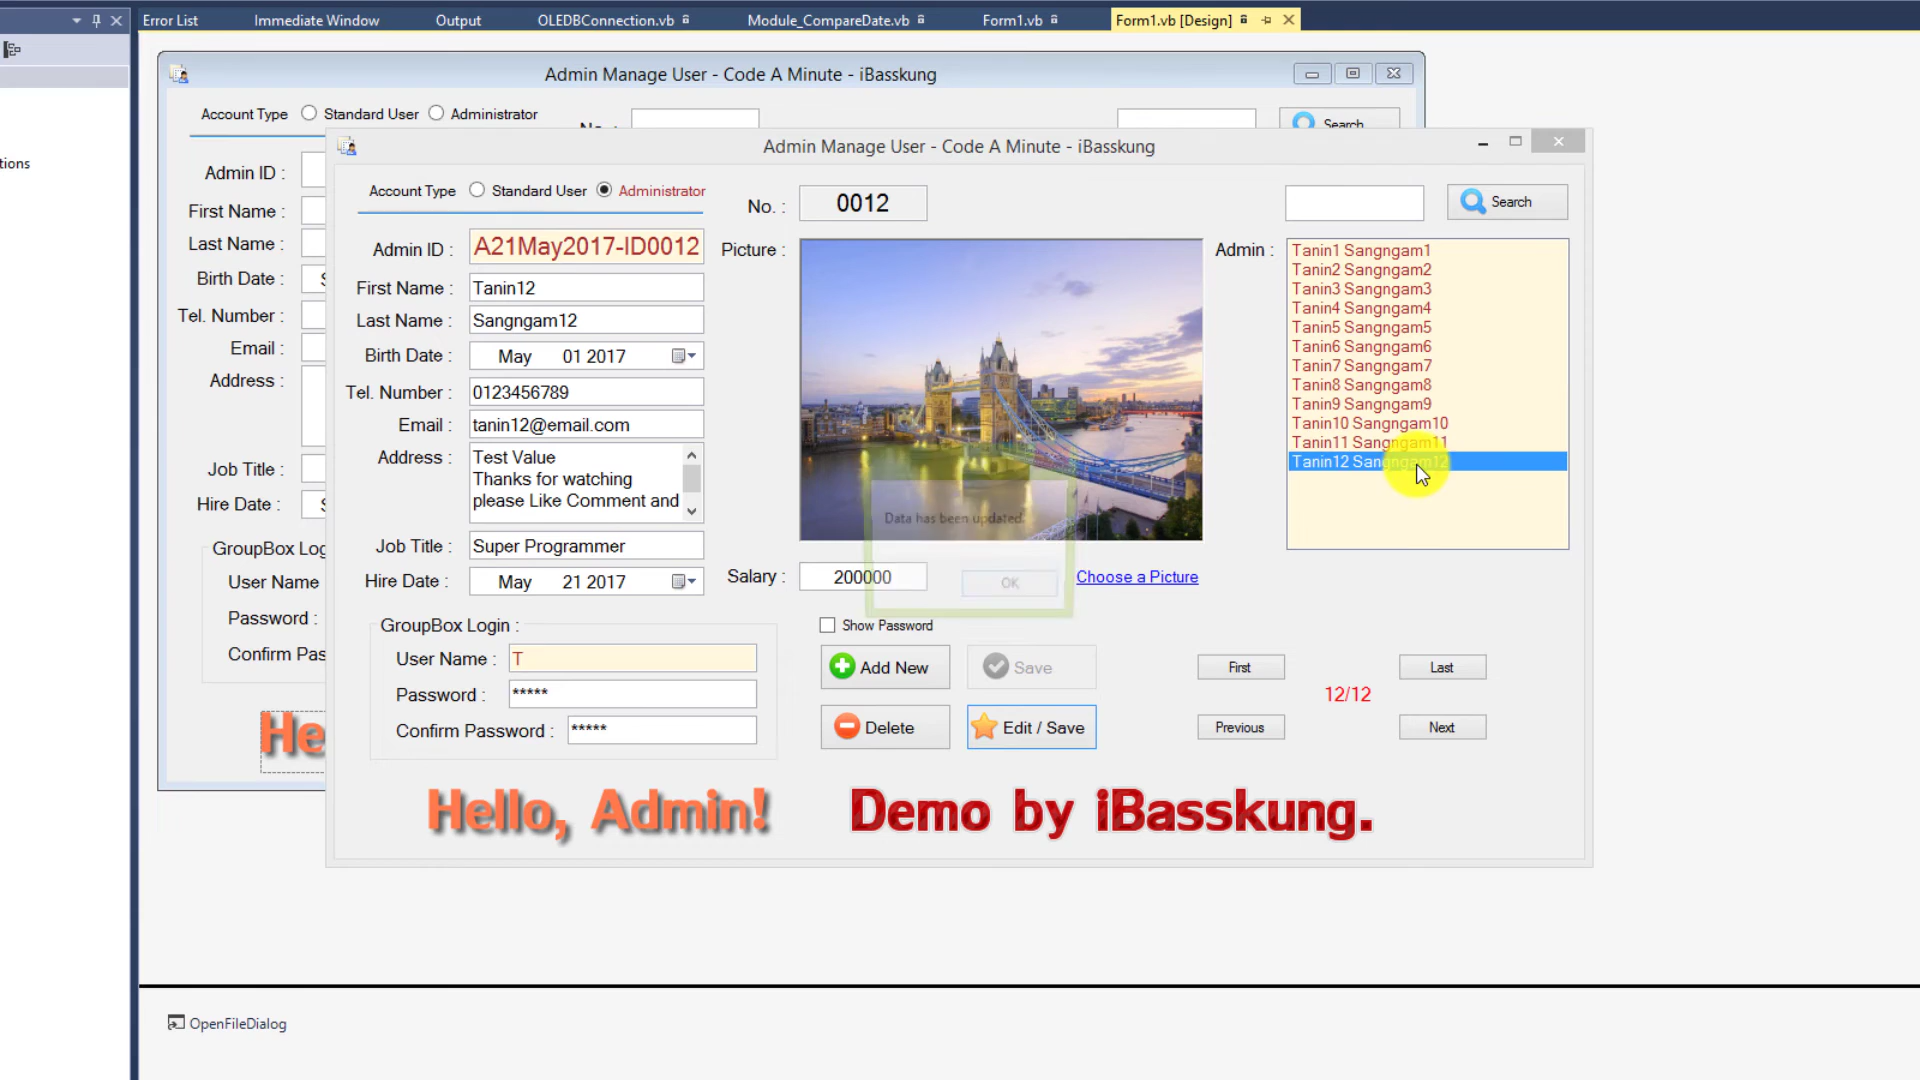 Error List
Immediate Window
Output
OLEDBConnection.vb
Module_CompareDate.vb
Form1.vb
Form1.vb [Design]
tions
Admin Manage User - Code A Minute - iBasskung
Account Type
Standard User
Administrator
Search
Admin ID :
First Name :
Last Name :
Birth Date :
Tel. Number :
Email :
Address :
Job Title :
Hire Date :
User Name
Password :
Admin Manage User - Code A Minute - iBasskung
Account Type
Standard User
Administrator
No. :
0012
Search
Admin ID :
A21May2017-ID0012
First Name :
Tanin12
Last Name :
Sangngam12
Birth Date :
May 01 2017
Tel. Number :
0123456789
Email :
tanin12@email.com
Address :
Test Value
Thanks for watching
please Like Comment and
Job Title :
Super Programmer
Hire Date :
May 21 2017
Picture :
Data has been updated.
OK
Salary :
200000
Choose a Picture
Admin :
Tanin1 Sangngam1
Tanin2 Sangngam2
Tanin3 Sangngam3
Tanin4 Sangngam4
Tanin5 Sangngam5
Tanin6 Sangngam6
Tanin7 Sangngam7
Tanin8 Sangngam8
Tanin9 Sangngam9
Tanin10 Sangngam10
Tanin11 Sangngam11
Tanin12 Sangngam12
GroupBox Login :
User Name :
T
Password :
*****
Confirm Password :
*****
Show Password
Add New
Save
Delete
Edit / Save
First
Last
12/12
Previous
Next
Hello, Admin!
Demo by iBasskung.
OpenFileDialog